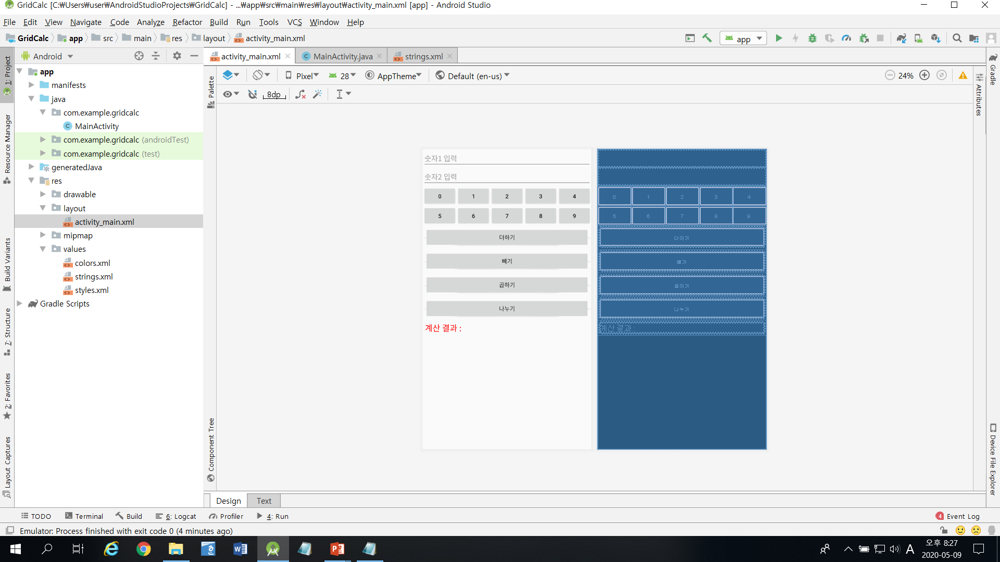 GridCalc [C:₩Users₩user₩AndroidStudioProjects₩GridCalc] - ...₩app₩src₩main₩res₩layout₩activity_main.xml [app] - Android Studio
File Edit View Navigate Code Analyze Refactor Build Run Tools VCS Window Help
GridCalc app src main res layout activity_main.xml
app
Android
activity_main.xml
MainActivity.java
strings.xml
1: Project
Resource Manager
Build Variants
7: Structure
2: Favorites
Layout Captures
app
manifests
java
com.example.gridcalc
MainActivity
com.example.gridcalc (androidTest)
com.example.gridcalc (test)
generatedJava
res
drawable
layout
activity_main.xml
mipmap
values
colors.xml
strings.xml
styles.xml
Gradle Scripts
Palette
Component Tree
Pixel 28 AppTheme Default (en-us) 24%
8dp
숫자1 입력
숫자2 입력
0 1 2 3 4
5 6 7 8 9
더하기
빼기
곱하기
나누기
계산 결과 :
0 1 2 3 4
5 6 7 8 9
더하기
빼기
곱하기
나누기
계산 결과 :
Gradle
Attributes
Device File Explorer
Design Text
TODO Terminal Build 6: Logcat Profiler 4: Run
4 Event Log
Emulator: Process finished with exit code 0 (4 minutes ago)
A
오후 8:27
2020-05-09